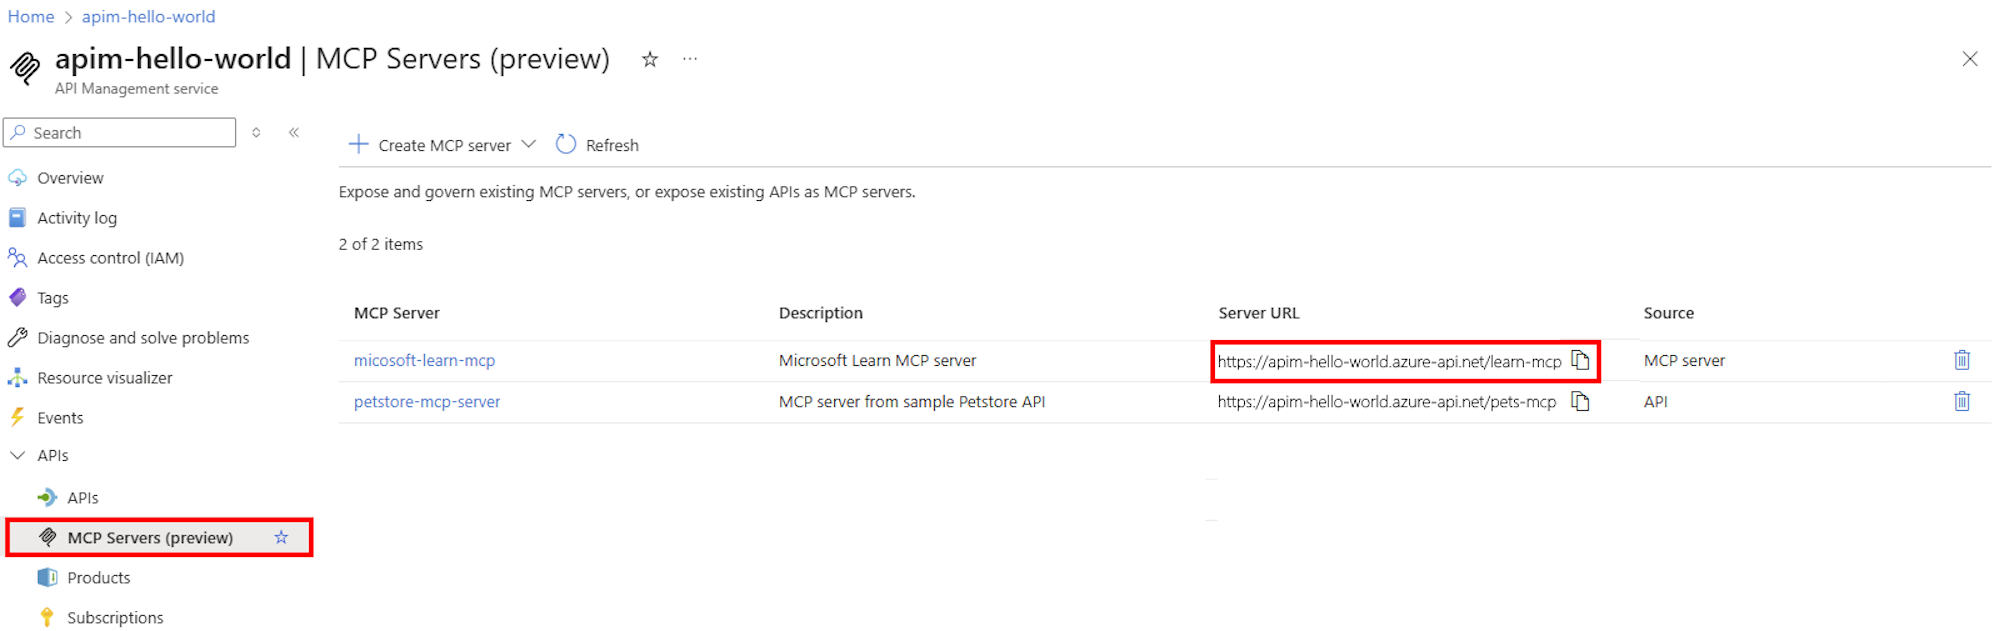 Home > apim-hello-world
apim-hello-world | MCP Servers (preview)
API Management service
Search
Overview
Activity log
Access control (IAM)
Tags
Diagnose and solve problems
Resource visualizer
Events
APIs
APIs
MCP Servers (preview)
Products
Subscriptions
Create MCP server
Refresh
Expose and govern existing MCP servers, or expose existing APIs as MCP servers.
2 of 2 items
MCP Server Description Server URL Source
micosoft-learn-mcp Microsoft Learn MCP server https://apim-hello-world.azure-api.net/learn-mcp MCP server
petstore-mcp-server MCP server from sample Petstore API https://apim-hello-world.azure-api.net/pets-mcp API